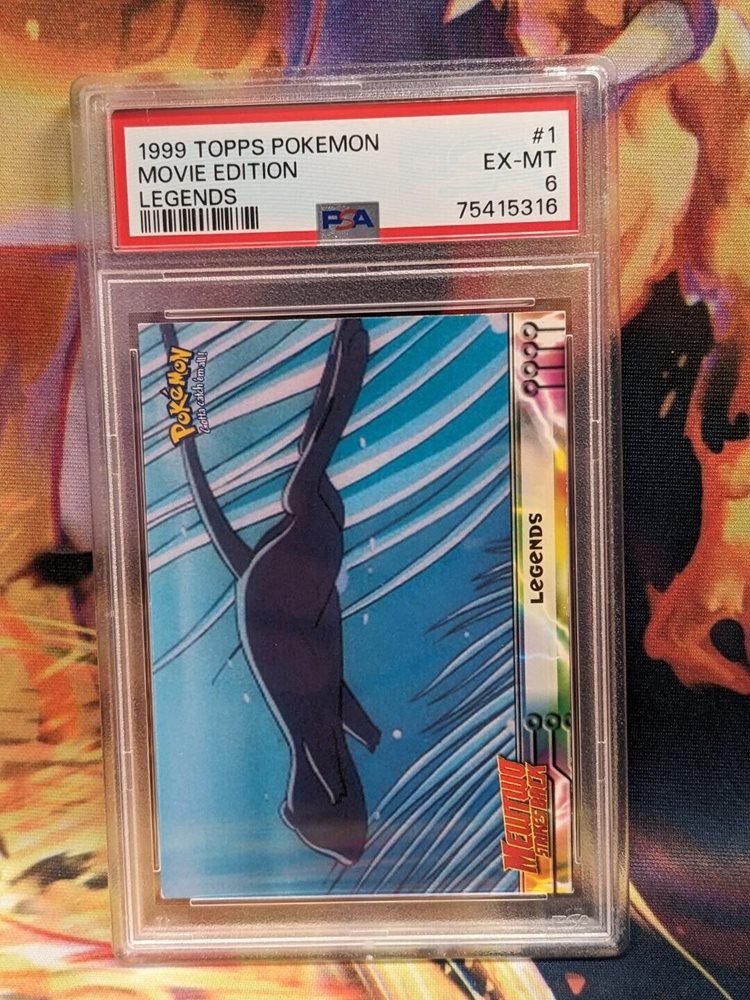 1999 TOPPS POKEMON #1
MOVIE EDITION EX-MT
LEGENDS 6
PSA 75415316
POKéMON
Gotta catch 'em all!
LEGENDS
MEWTWO
STRIKES BACK